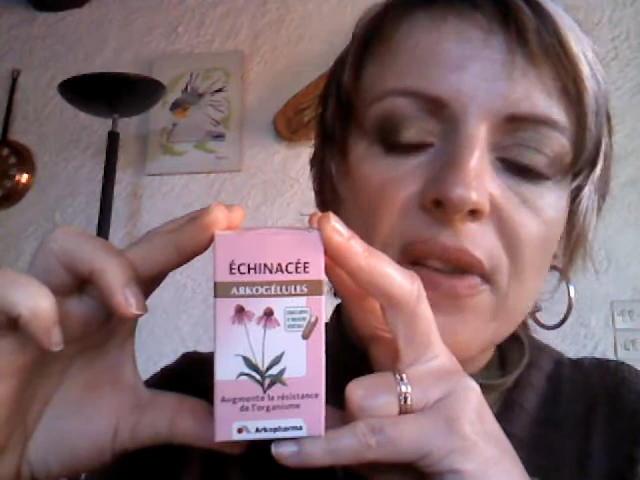 ÉCHINACÉE
ARKOGÉLULES
Augmente la résistance
de l'organisme
Arkopharma